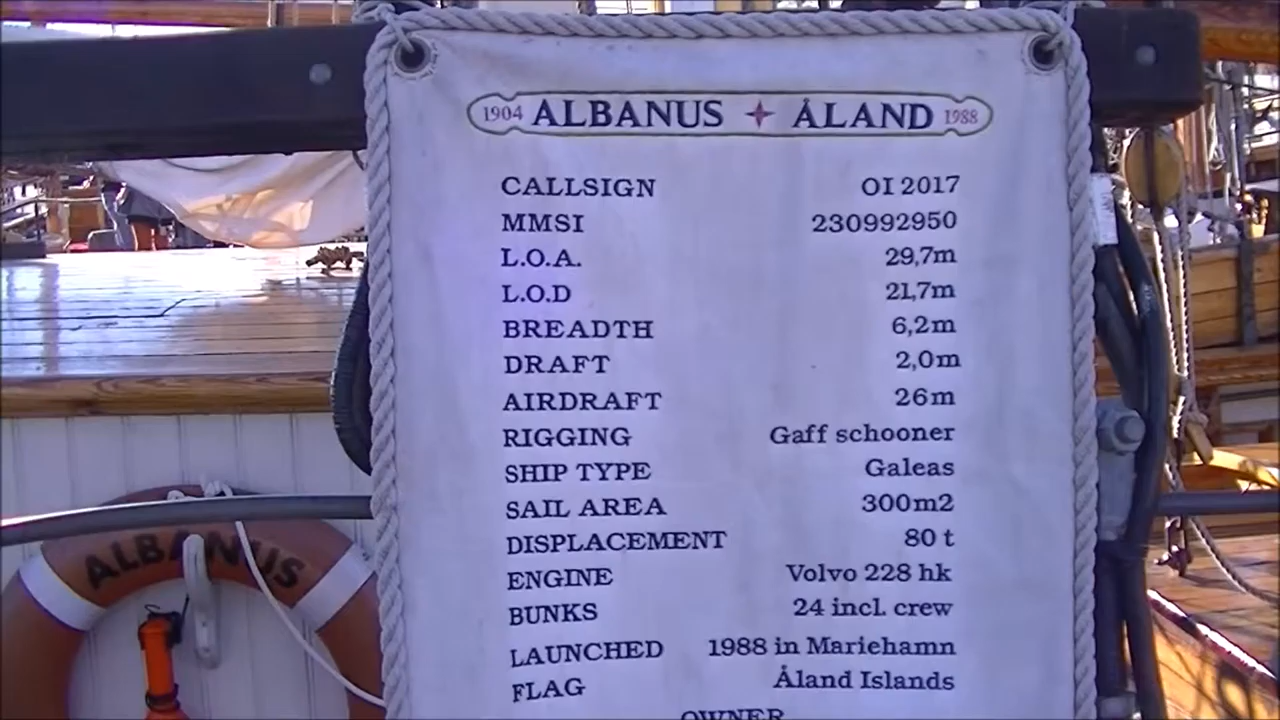 1904 ALBANUS ÅLAND 1988
CALLSIGN OI 2017
MMSI 230992950
L.O.A. 29,7m
L.O.D 21,7m
BREADTH 6,2m
DRAFT 2,0m
AIRDRAFT 26m
RIGGING Gaff schooner
SHIP TYPE Galeas
SAIL AREA 300m2
DISPLACEMENT 80 t
ENGINE Volvo 228 hk
BUNKS 24 incl. crew
LAUNCHED 1988 in Mariehamn
FLAG Åland Islands
OWNER
ALBANUS